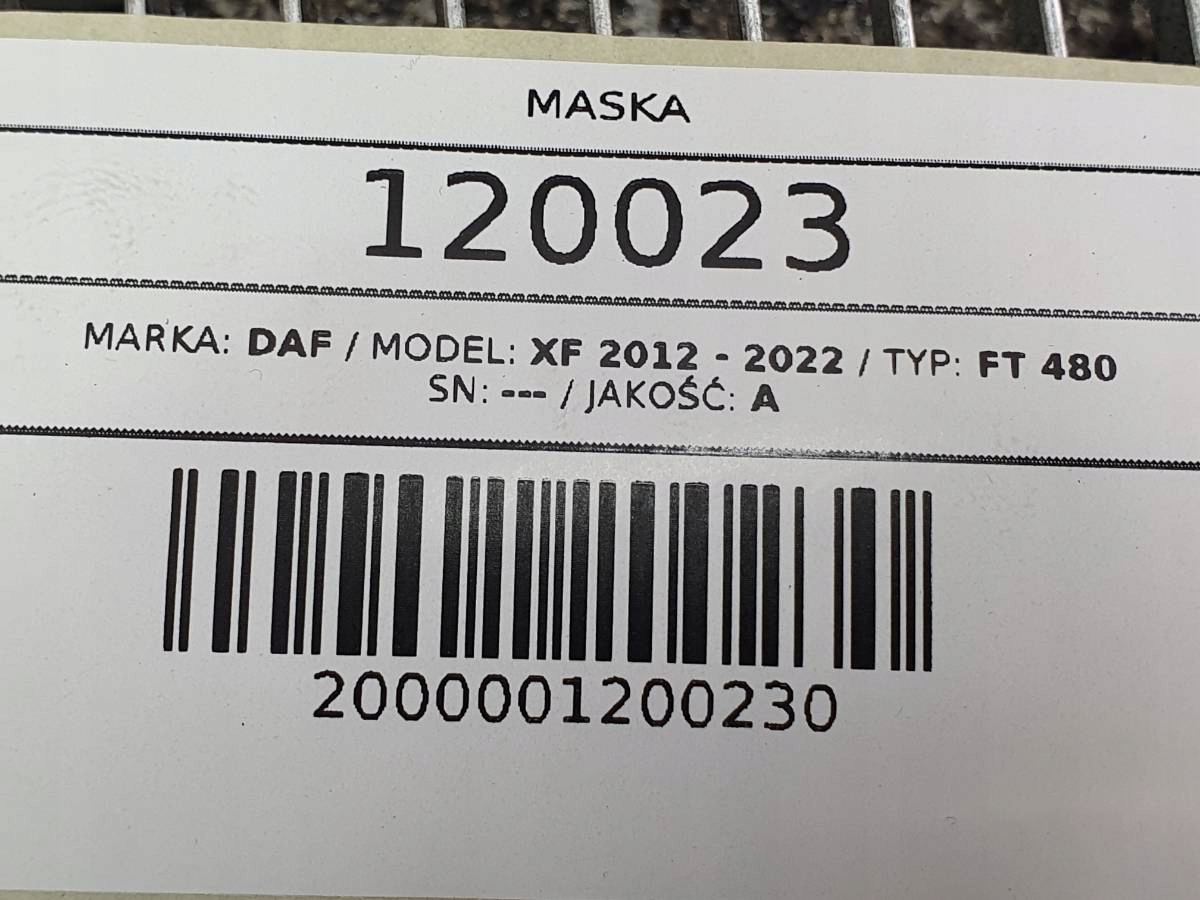 MASKA
120023
MARKA: DAF / MODEL: XF 2012 - 2022 / TYP: FT 480
SN: --- / JAKOŚĆ: A
2000001200230